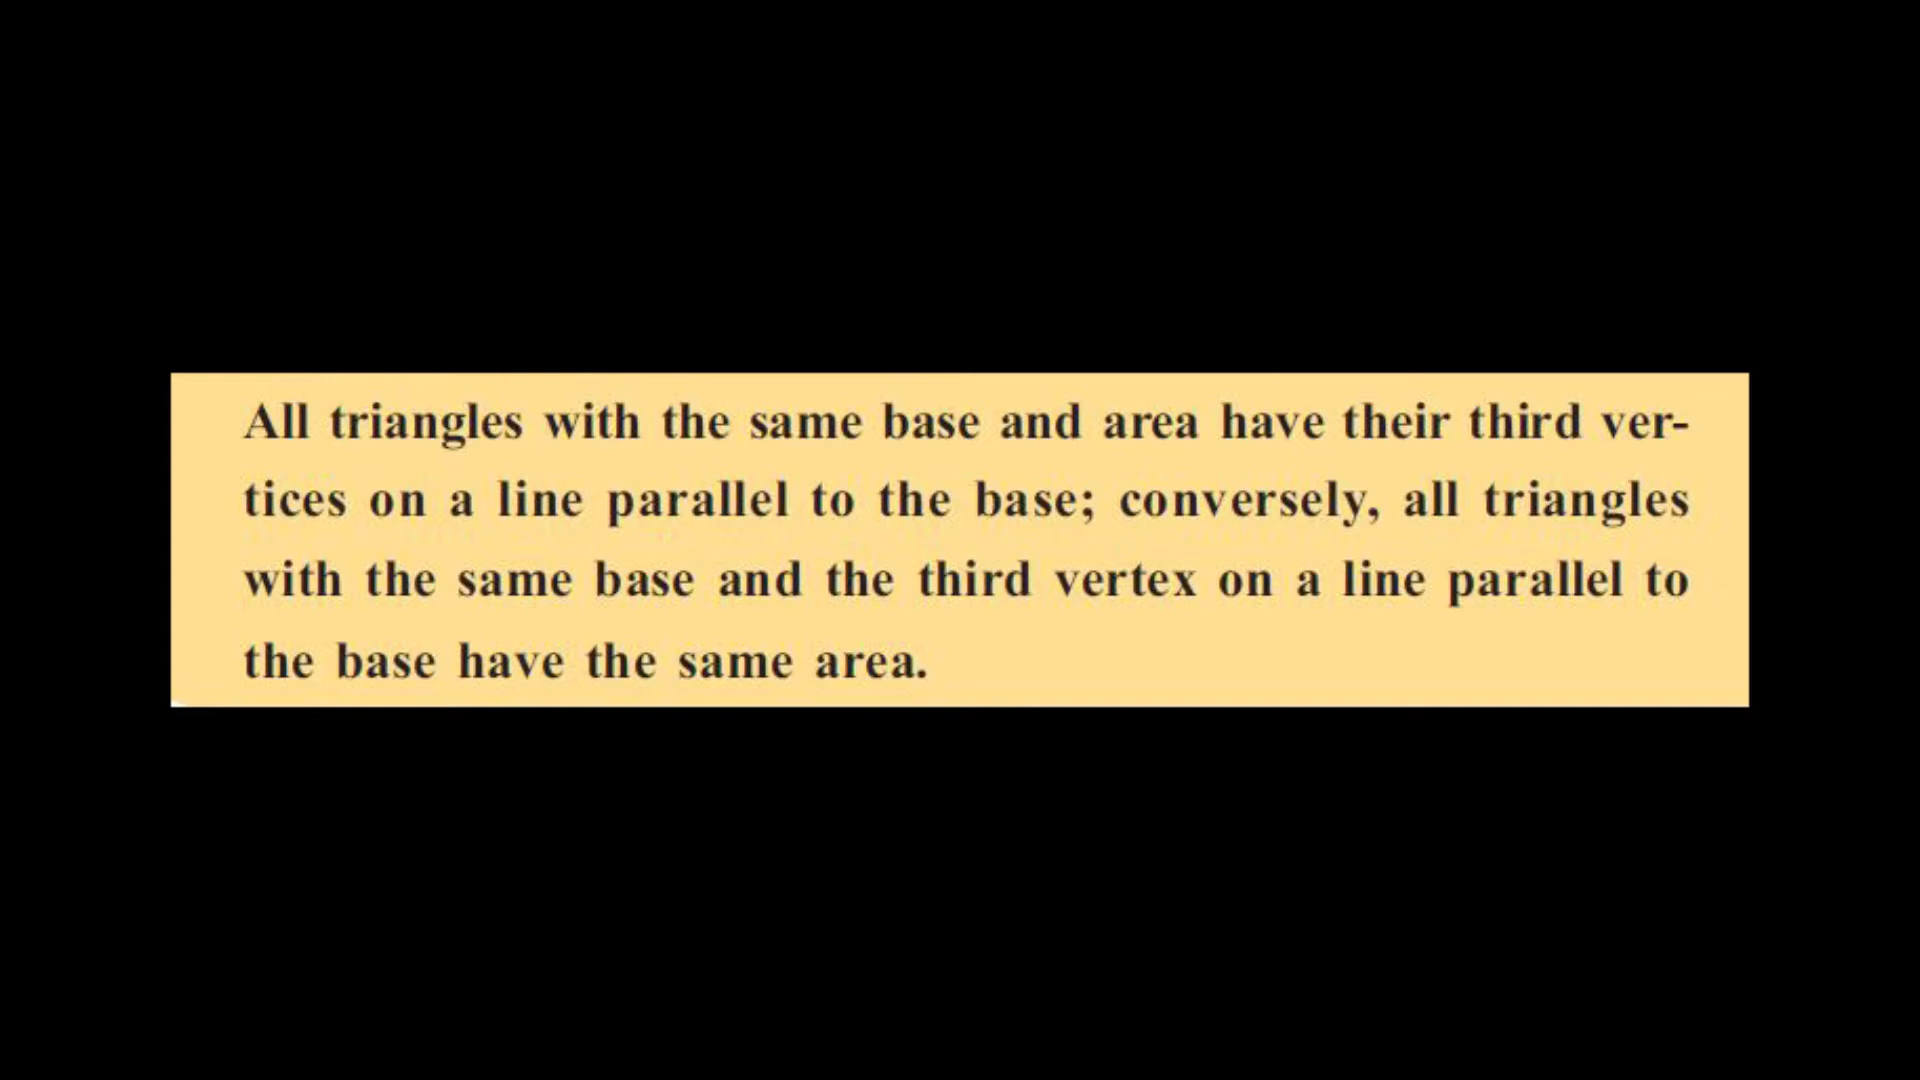 All triangles with the same base and area have their third ver-
tices on a line parallel to the base; conversely, all triangles
with the same base and the third vertex on a line parallel to
the base have the same area.